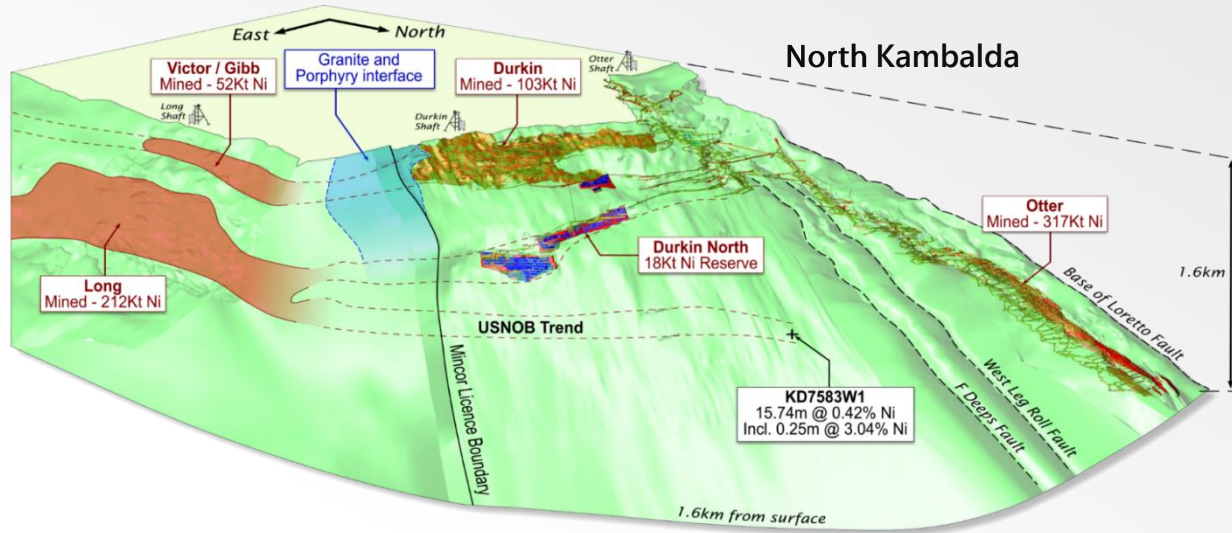 North Kambalda
East
North
Granite and
Porphyry interface
Victor / Gibb
Mined - 52Kt Ni
Durkin
Mined - 103Kt Ni
Otter
Shaft
Long
Shaft
Durkin
Shaft
Otter
Mined - 317Kt Ni
1.6km
Durkin North
18Kt Ni Reserve
Long
Mined - 212Kt Ni
Base of Loretto Fault
USNOB Trend
Mincor Licence Boundary
KD7583W1
15.74m @ 0.42% Ni
Incl. 0.25m @ 3.04% Ni
West Leg Roll Fault
F Deeps Fault
1.6km from surface